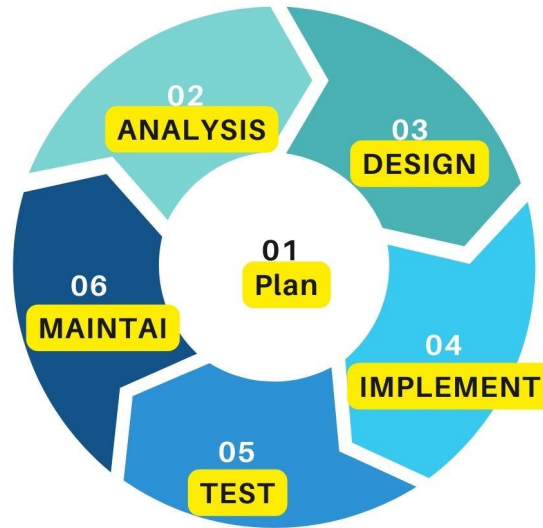 01
Plan
02
ANALYSIS
03
DESIGN
04
IMPLEMENT
05
TEST
06
MAINTAI